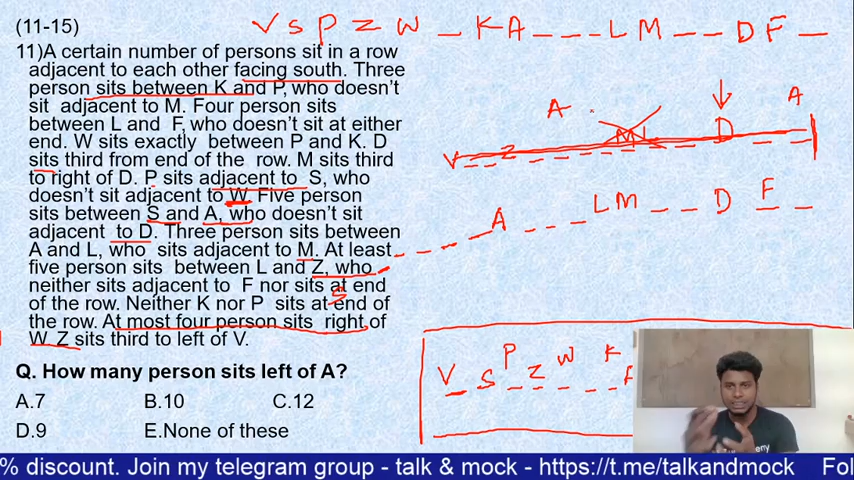 (11-15)
V S P Z W _ K A _ _ _ L M _ _ D F _
11)A certain number of persons sit in a row
adjacent to each other facing south. Three
person sits between K and P, who doesn't
sit adjacent to M. Four person sits
between L and F, who doesn't sit at either
end. W sits exactly between P and K. D
sits third from end of the row. M sits third
to right of D. P sits adjacent to S, who
doesn't sit adjacent to W. Five person
sits between S and A, who doesn't sit
adjacent to D. Three person sits between
A and L, who sits adjacent to M. At least
five person sits between L and Z, who
neither sits adjacent to F nor sits at end
of the row. Neither K nor P sits at end of
the row. At most four person sits right of
W. Z sits third to left of V.
Q. How many person sits left of A?
A.7 B.10 C.12
D.9 E.None of these
A M L D A
V Z
A _ _ _ L M _ _ D F _
S
V S P Z W _ K
% discount. Join my telegram group - talk & mock - https://t.me/talkandmock Fol